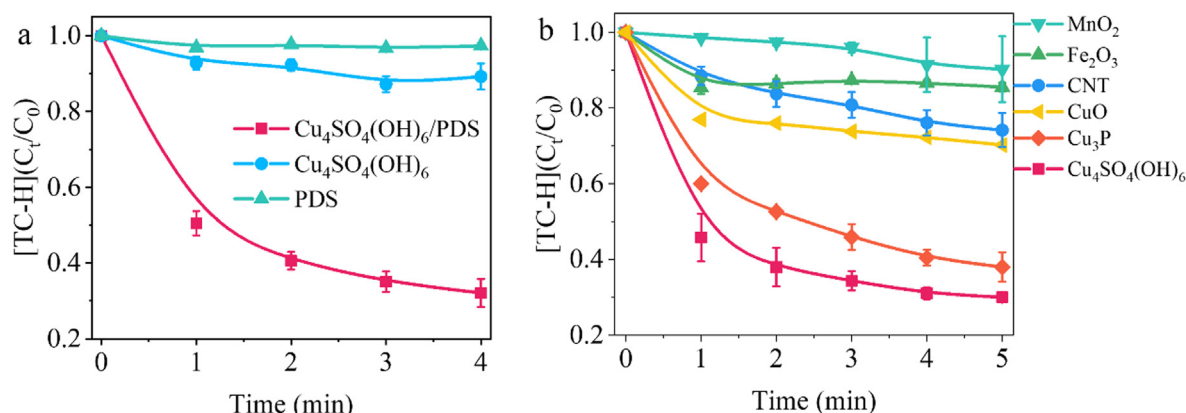 a
1.0
0.8
0.6
0.4
0.2
[TC-H](Cₜ/C₀)
Cu₄SO₄(OH)₆/PDS
Cu₄SO₄(OH)₆
PDS
0 1 2 3 4
Time (min)
b
1.0
0.8
0.6
0.4
0.2
[TC-H](Cₜ/C₀)
0 1 2 3 4 5
Time (min)
MnO₂
Fe₂O₃
CNT
CuO
Cu₃P
Cu₄SO₄(OH)₆